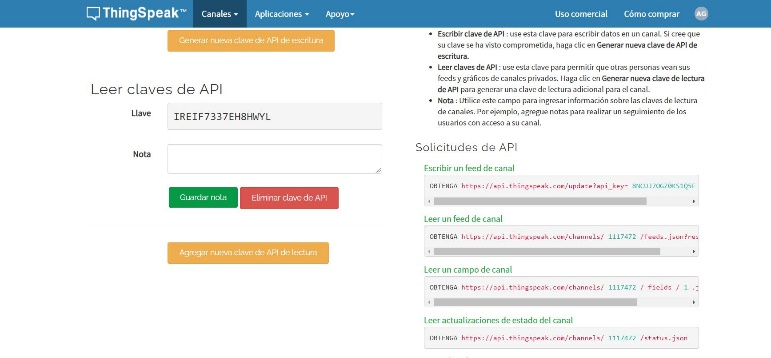 ThingSpeak™ Canales Aplicaciones Apoyo Uso comercial Cómo comprar AG
Generar nueva clave de API de escritura
Leer claves de API
Llave IREIF7337EH8HWYL
Nota
Guardar nota Eliminar clave de API
Agregar nueva clave de API de lectura
Escribir clave de API : use esta clave para escribir datos en un canal. Si cree que
su clave se ha visto comprometida, haga clic en Generar nueva clave de API de
escritura.
Leer claves de API : use esta clave para permitir que otras personas vean sus
feeds y gráficos de canales privados. Haga clic en Generar nueva clave de lectura
de API para generar una clave de lectura adicional para el canal.
Nota : Utilice este campo para ingresar información sobre las claves de lectura
de canales. Por ejemplo, agregue notas para realizar un seguimiento de los
usuarios con acceso a su canal.
Solicitudes de API
Escribir un feed de canal
OBTENGA https://api.thingspeak.com/update?api_key=
Leer un feed de canal
OBTENGA https://api.thingspeak.com/channels/ 1117472 /feeds.json?res
Leer un campo de canal
OBTENGA https://api.thingspeak.com/channels/ 1117472 / fields / 1 .j
Leer actualizaciones de estado del canal
OBTENGA https://api.thingspeak.com/channels/ 1117472 /status.json